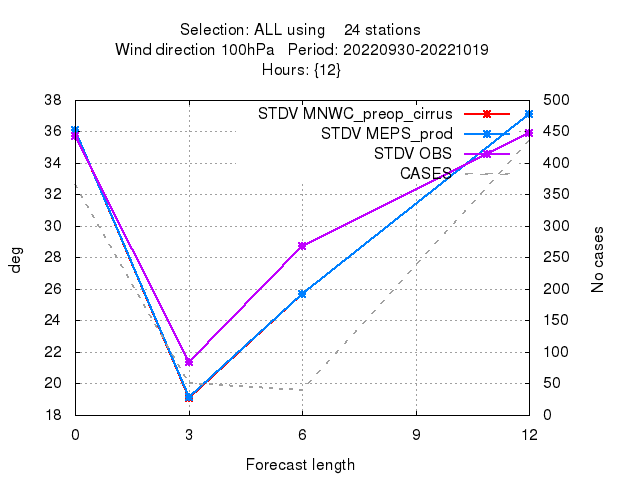 Selection: ALL using    24 stations
Wind direction 100hPa   Period: 20220930-20221019
Hours: {12}
38 500
36 450
34 400
32 350
30 300
28 250
26 200
24 150
22 100
20 50
18 0
STDV MNWC_preop_cirrus
STDV MEPS_prod
STDV OBS
CASES
deg
No cases
0 3 6 9 12
Forecast length